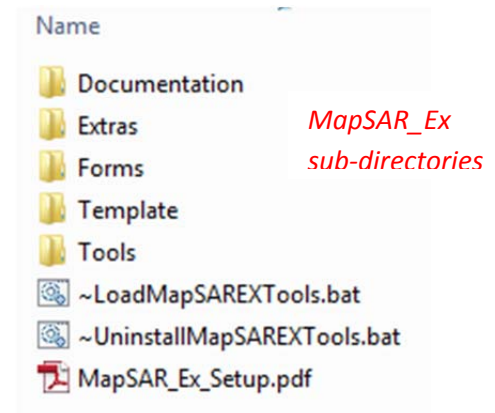 Name
Documentation
Extras
Forms
Template
Tools
~LoadMapSAREXTools.bat
~UninstallMapSAREXTools.bat
MapSAR_Ex_Setup.pdf
MapSAR_Ex
sub-directories